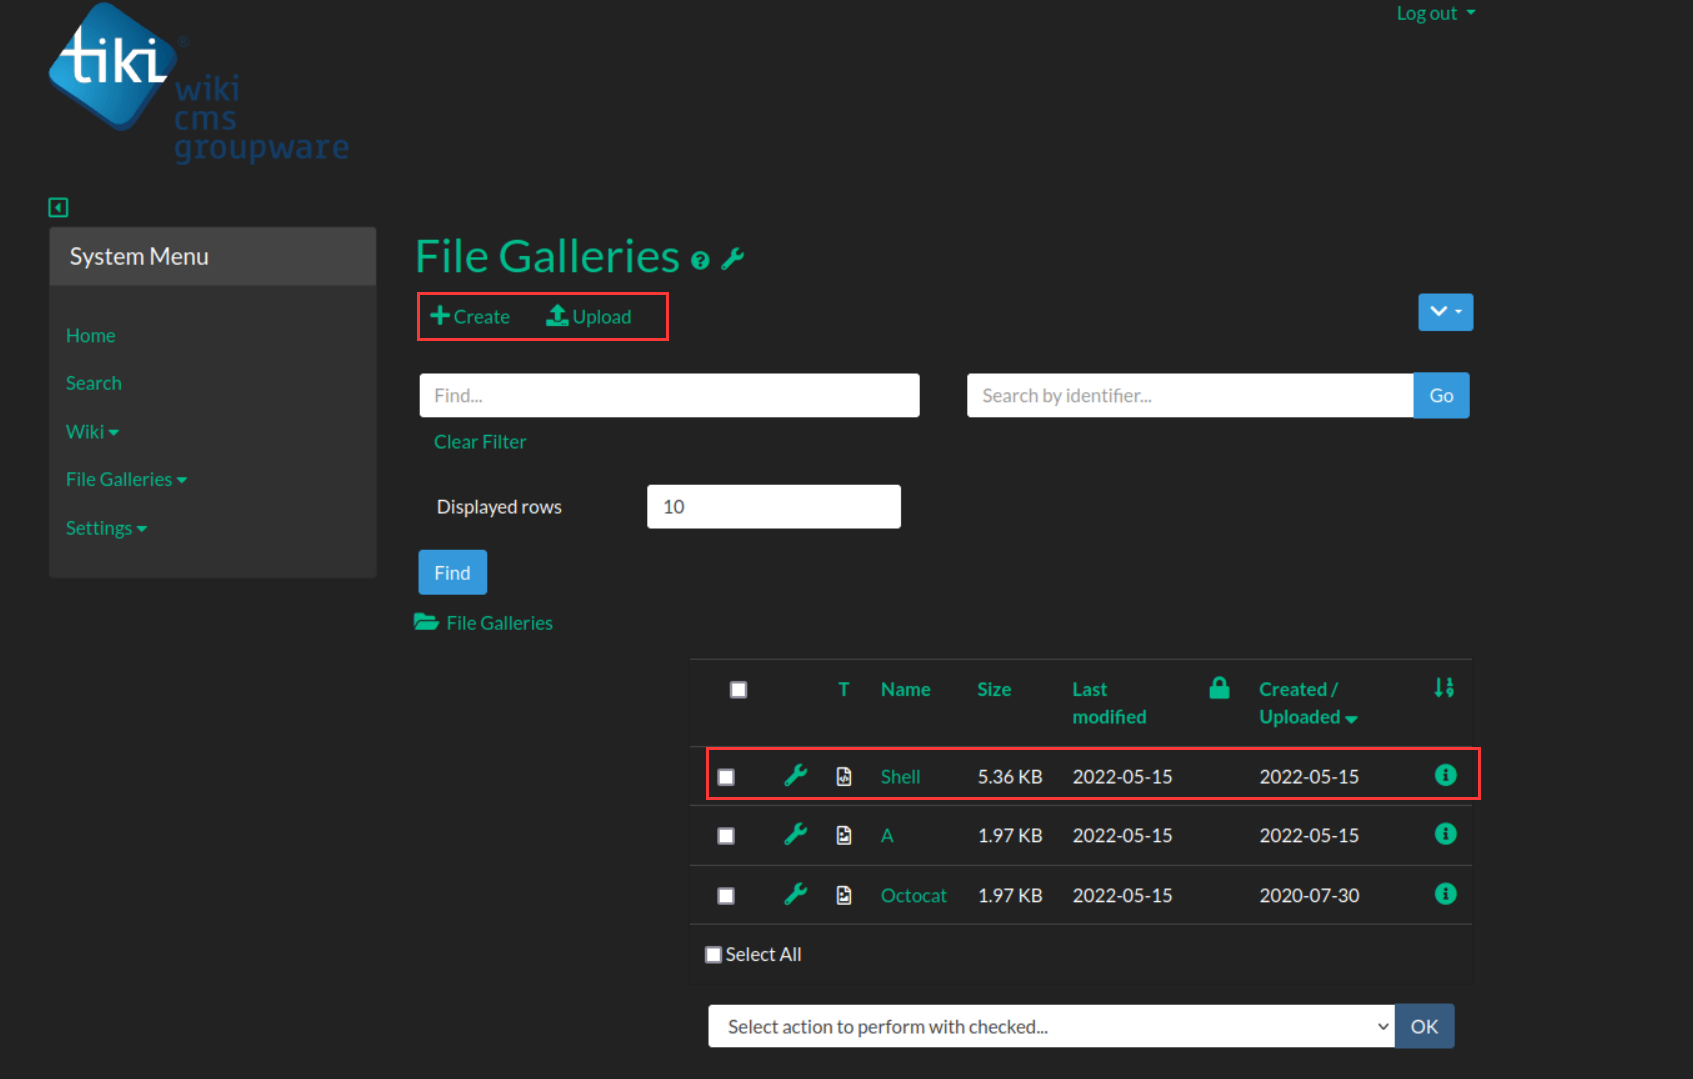 Log out
tiki®
wiki
cms
groupware
System Menu
Home
Search
Wiki
File Galleries
Settings
File Galleries
Create Upload
Find... Search by identifier... Go
Clear Filter
Displayed rows 10
Find
File Galleries
T Name Size Last modified Created / Uploaded
Shell 5.36 KB 2022-05-15 2022-05-15
A 1.97 KB 2022-05-15 2022-05-15
Octocat 1.97 KB 2022-05-15 2020-07-30
Select All
Select action to perform with checked... OK